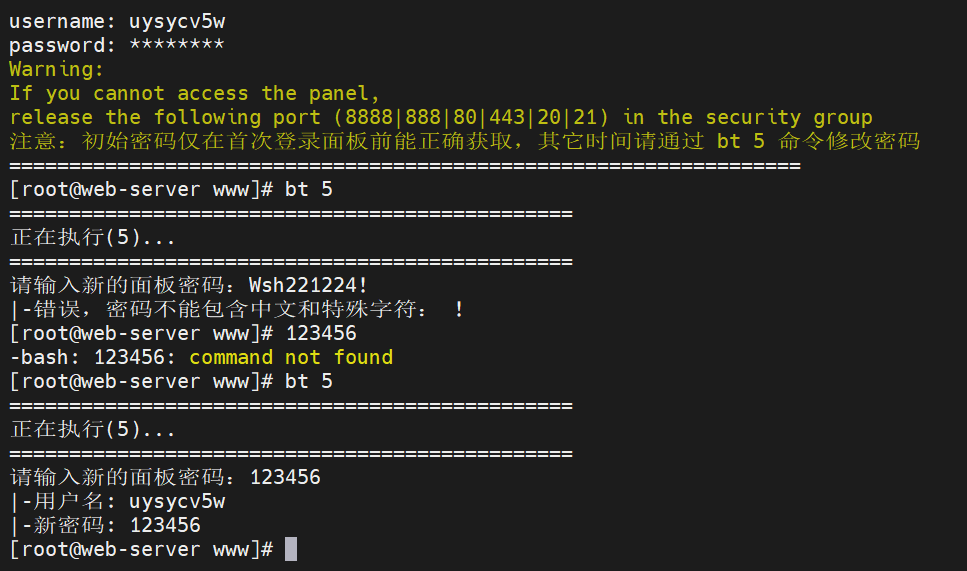 username: uysycv5w
password: ********
Warning:
If you cannot access the panel,
release the following port (8888|888|80|443|20|21) in the security group
注意：初始密码仅在首次登录面板前能正确获取，其它时间请通过 bt 5 命令修改密码
==================================================================
[root@web-server www]# bt 5
===============================================
正在执行(5)...
===============================================
请输入新的面板密码：Wsh221224!
|-错误，密码不能包含中文和特殊字符： !
[root@web-server www]# 123456
-bash: 123456: command not found
[root@web-server www]# bt 5
===============================================
正在执行(5)...
===============================================
请输入新的面板密码：123456
|-用户名: uysycv5w
|-新密码: 123456
[root@web-server www]#